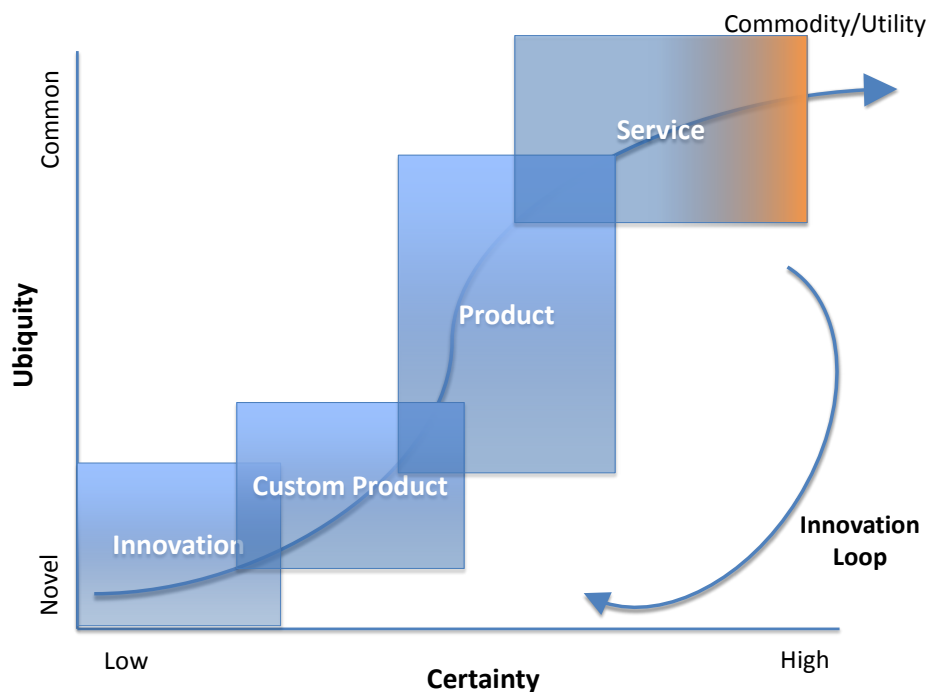 Commodity/Utility
Common
Service
Ubiquity
Product
Custom Product
Innovation
Innovation
Loop
Novel
Low
High
Certainty